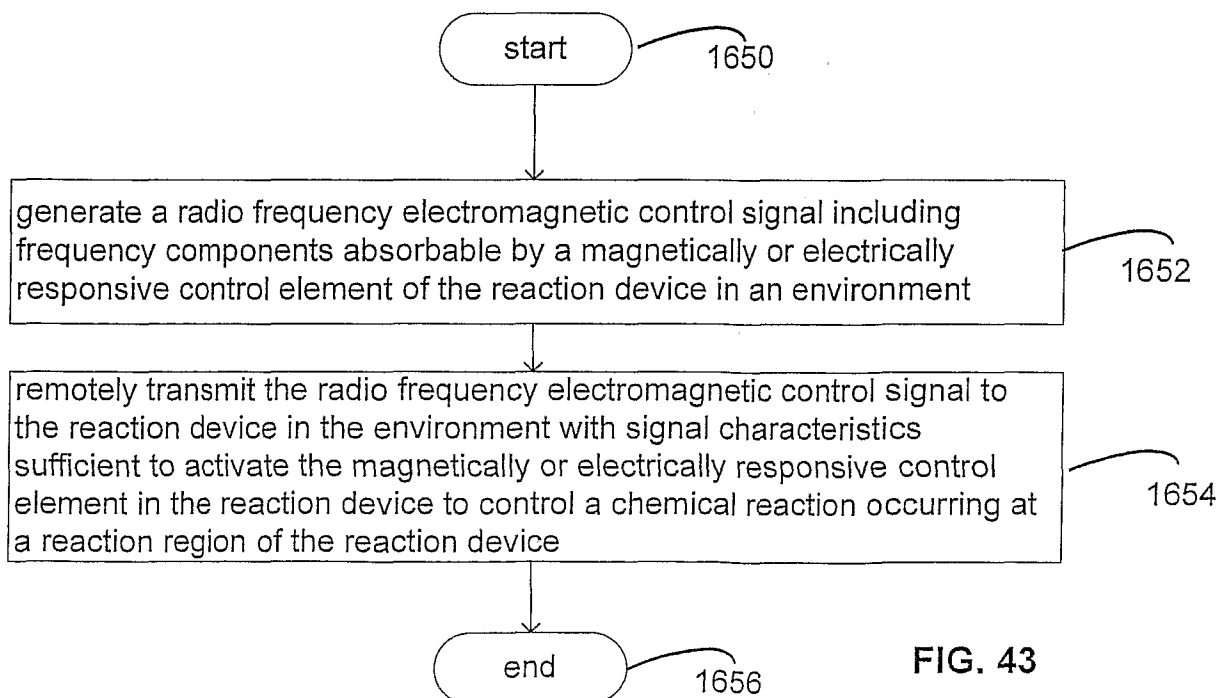 start
1650
generate a radio frequency electromagnetic control signal including
frequency components absorbable by a magnetically or electrically
responsive control element of the reaction device in an environment
1652
remotely transmit the radio frequency electromagnetic control signal to
the reaction device in the environment with signal characteristics
sufficient to activate the magnetically or electrically responsive control
element in the reaction device to control a chemical reaction occurring at
a reaction region of the reaction device
1654
end
1656
FIG. 43